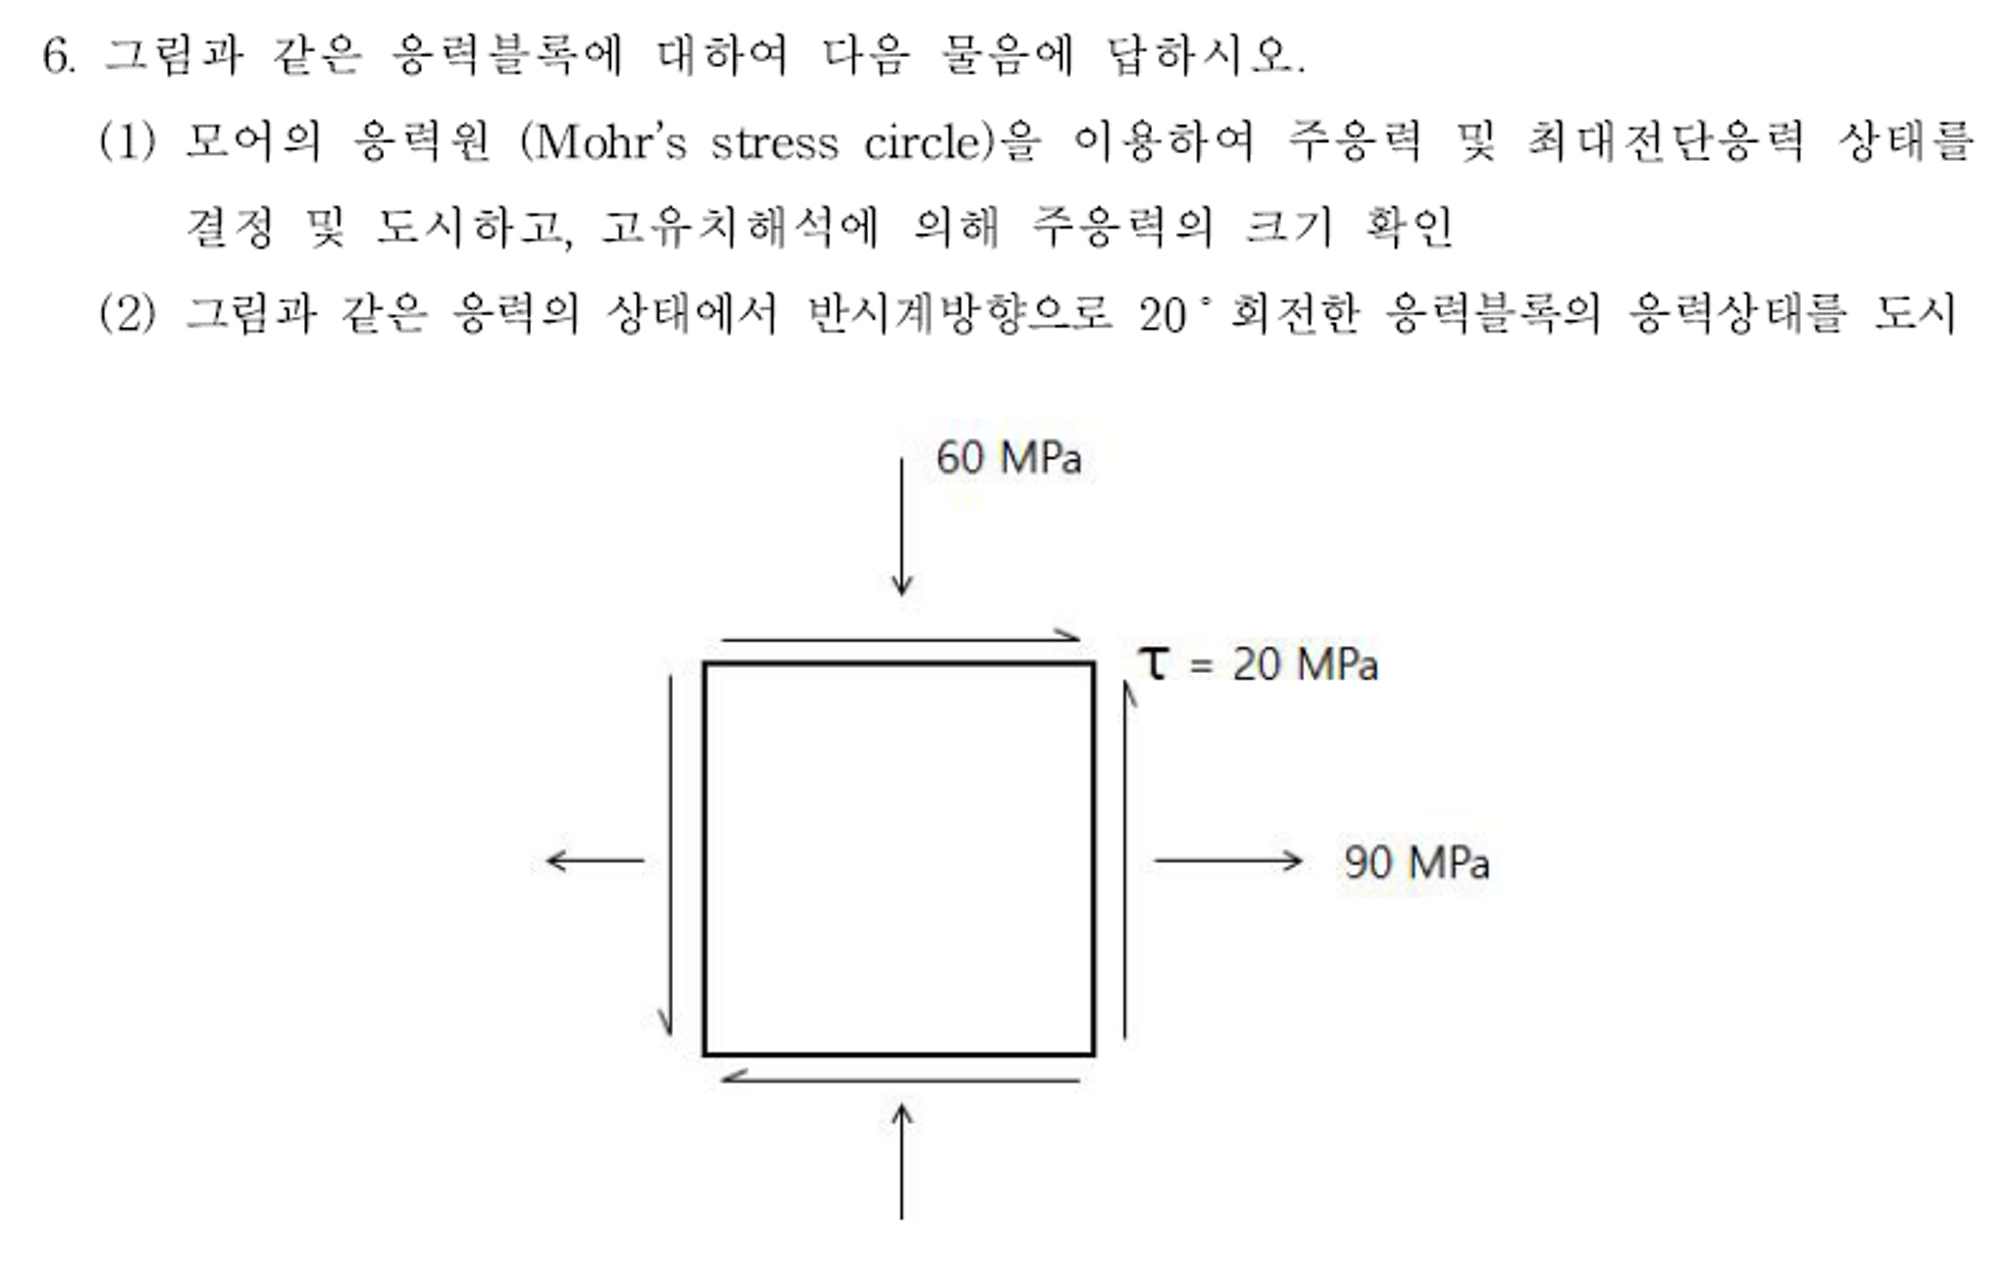 6. 그림과 같은 응력블록에 대하여 다음 물음에 답하시오.
(1) 모어의 응력원 (Mohr's stress circle)을 이용하여 주응력 및 최대전단응력 상태를
결정 및 도시하고, 고유치해석에 의해 주응력의 크기 확인
(2) 그림과 같은 응력의 상태에서 반시계방향으로 20˚ 회전한 응력블록의 응력상태를 도시
60 MPa
τ = 20 MPa
90 MPa